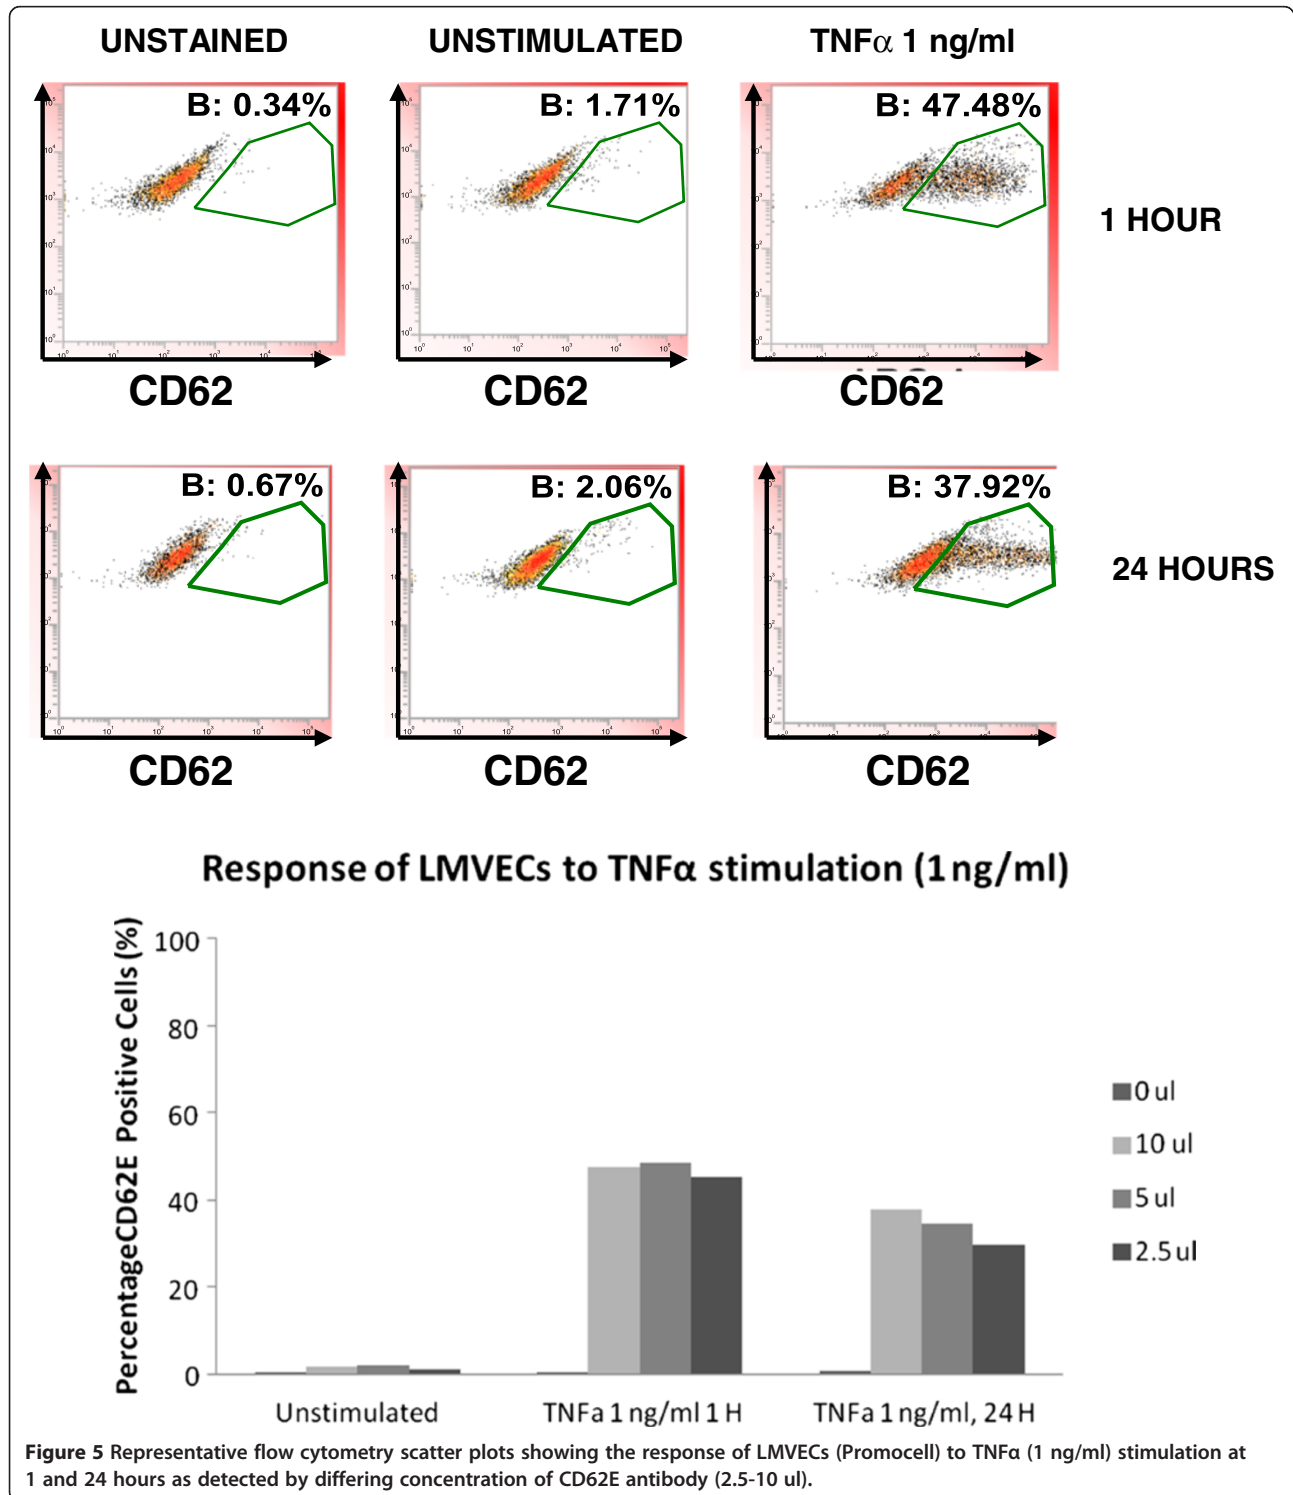 UNSTAINED UNSTIMULATED TNFα 1 ng/ml
B: 0.34% B: 1.71% B: 47.48%
1 HOUR
CD62 CD62 CD62
B: 0.67% B: 2.06% B: 37.92%
24 HOURS
CD62 CD62 CD62
Response of LMVECs to TNFα stimulation (1 ng/ml)
PercentageCD62E Positive Cells (%)
100
80
60
40
20
0
0 ul
10 ul
5 ul
2.5 ul
Unstimulated TNFa 1 ng/ml 1 H TNFa 1 ng/ml, 24 H
Figure 5 Representative flow cytometry scatter plots showing the response of LMVECs (Promocell) to TNFα (1 ng/ml) stimulation at
1 and 24 hours as detected by differing concentration of CD62E antibody (2.5-10 ul).